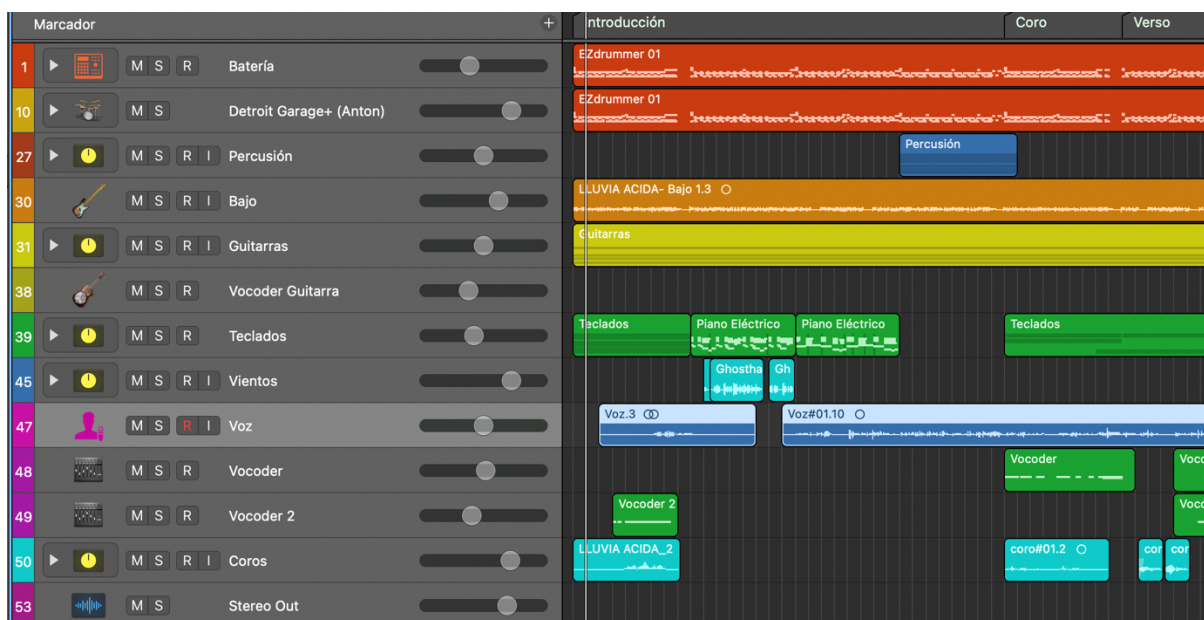 Marcador + Introducción Coro Verso
1 M S R Batería EZdrummer 01
10 M S Detroit Garage+ (Anton) EZdrummer 01
27 M S R I Percusión Percusión
30 M S R I Bajo LLUVIA ACIDA- Bajo 1.3
31 M S R I Guitarras Guitarras
38 M S R Vocoder Guitarra
39 M S R Teclados Teclados Piano Eléctrico Piano Eléctrico Teclados
45 M S R I Vientos Ghostha Gh
47 M S R I Voz Voz.3 Voz#01.10
48 M S R Vocoder Vocoder Voco
49 M S R Vocoder 2 Vocoder 2 Voco
50 M S R I Coros LLUVIA ACIDA_2 coro#01.2 cor cor
53 M S Stereo Out